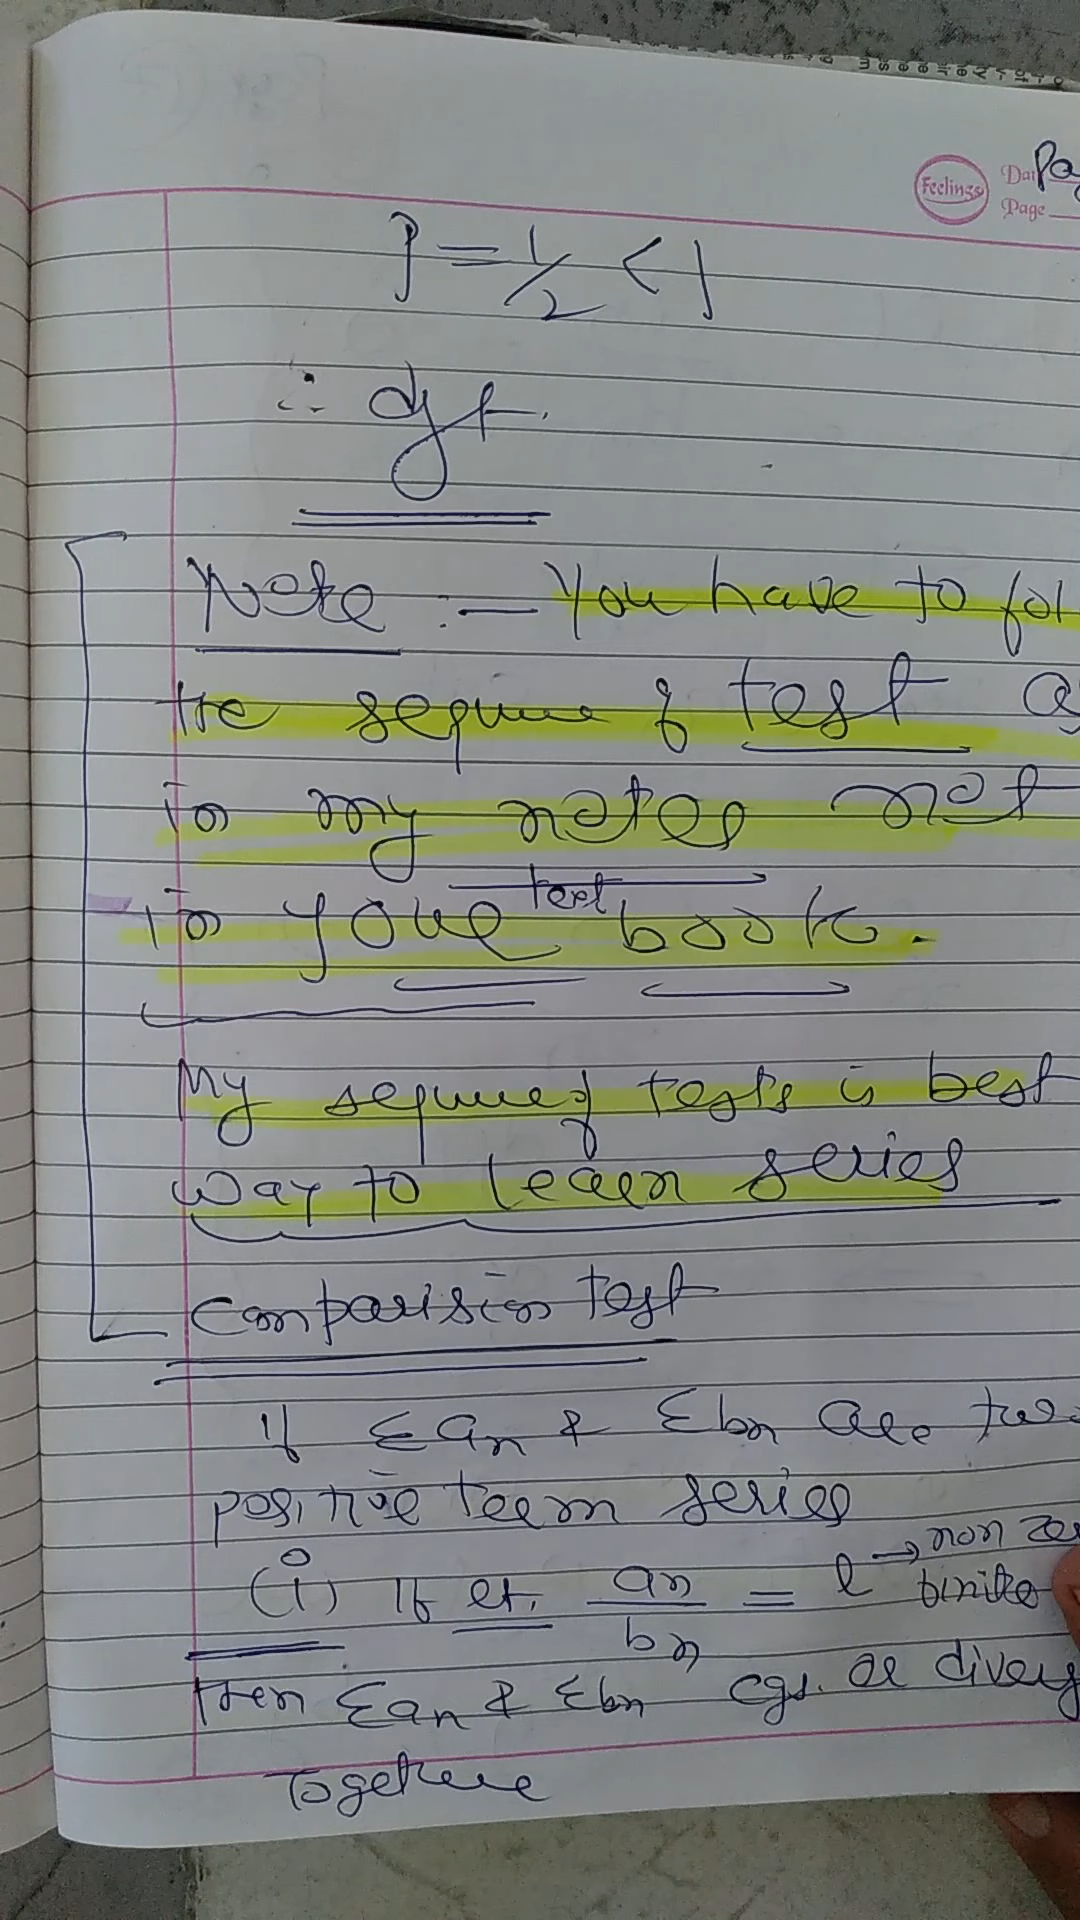 Feelings
Page
P = 1/2 < 1
∴ dgt.
Note :- You have to fol
the sequence of test as
in my notes not
in your text book.
My sequence of tests is best
way to learn series
Comparision test
If Σan & Σbn are two
positive term series
(i) If lt. an/bn = l → non ze
finite
then Σan & Σbn cgs. or diverg
Together